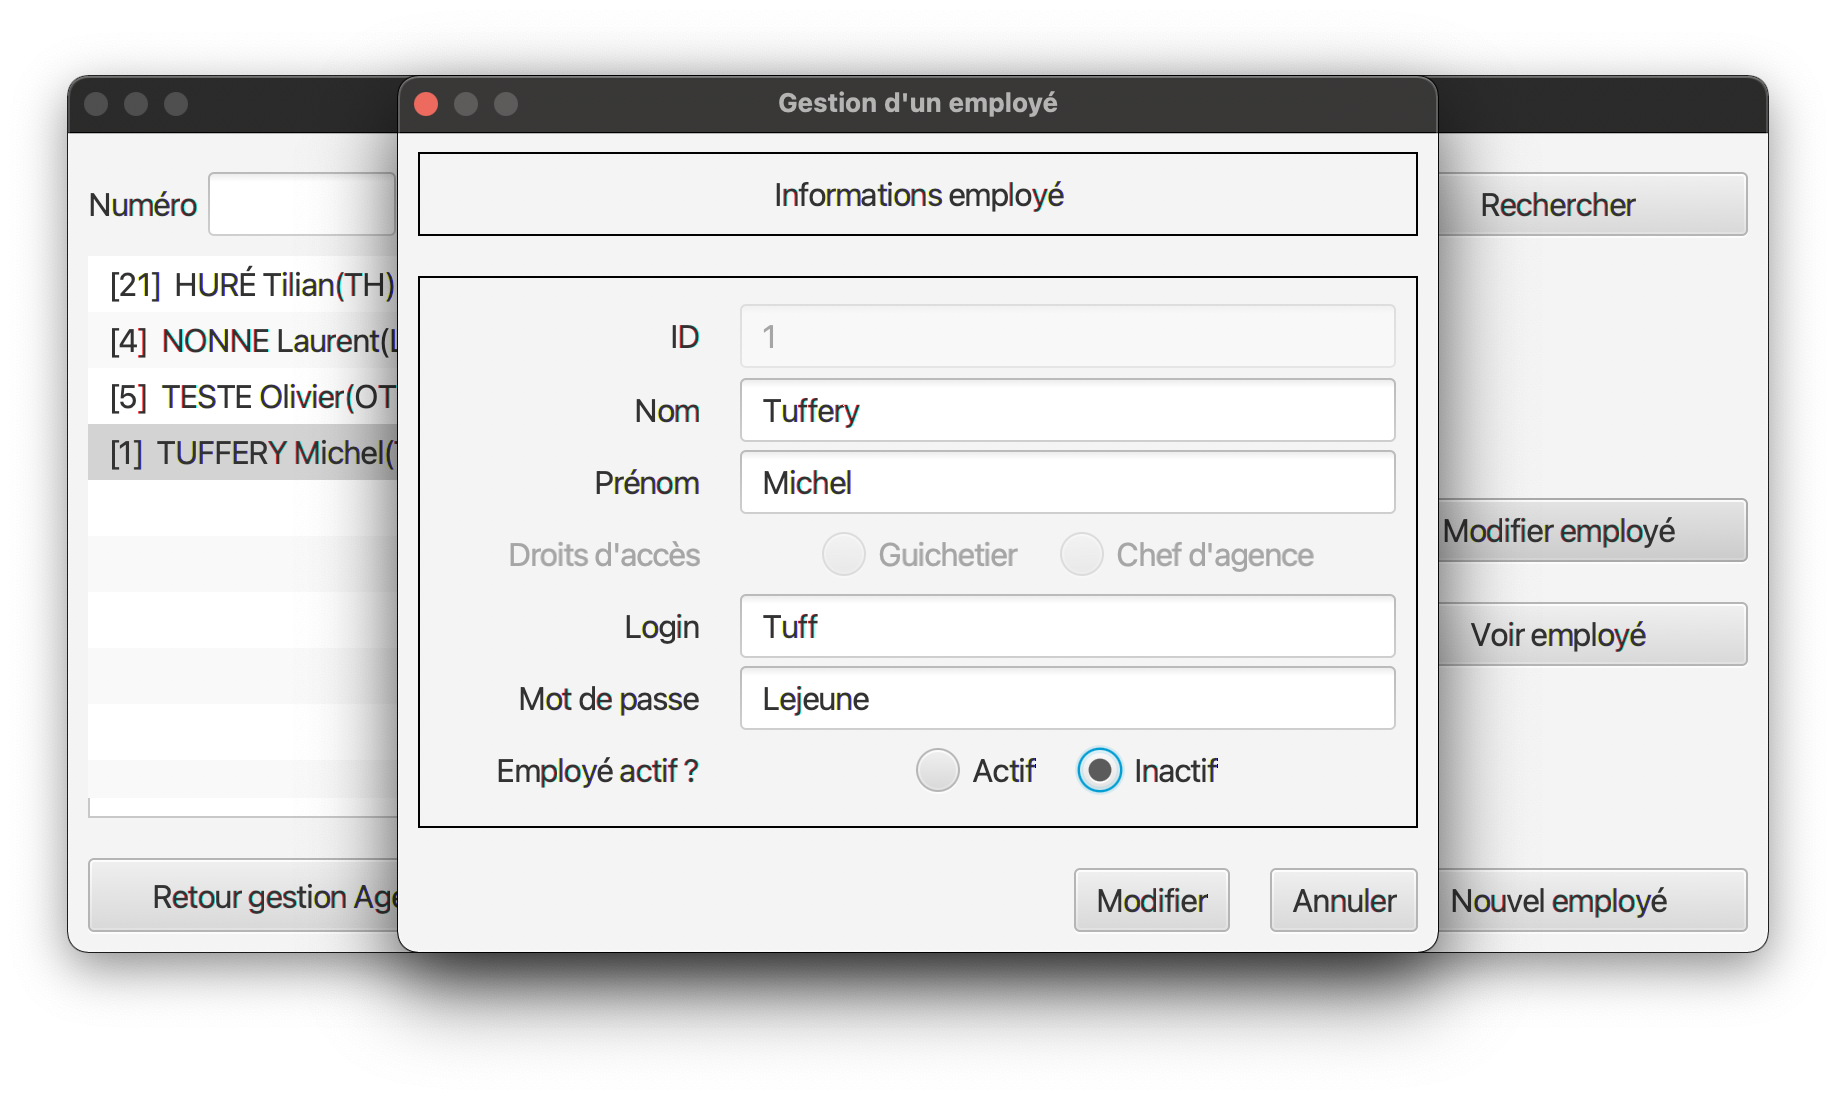 Gestion d'un employé
Informations employé
Numéro
Rechercher
[21] HURÉ Tilian(TH)
[4] NONNE Laurent(
[5] TESTE Olivier(OT
[1] TUFFERY Michel(
ID 1
Nom Tuffery
Prénom Michel
Droits d'accès Guichetier Chef d'agence
Login Tuff
Mot de passe Lejeune
Employé actif ? Actif Inactif
Modifier employé
Voir employé
Retour gestion Age
Modifier Annuler
Nouvel employé